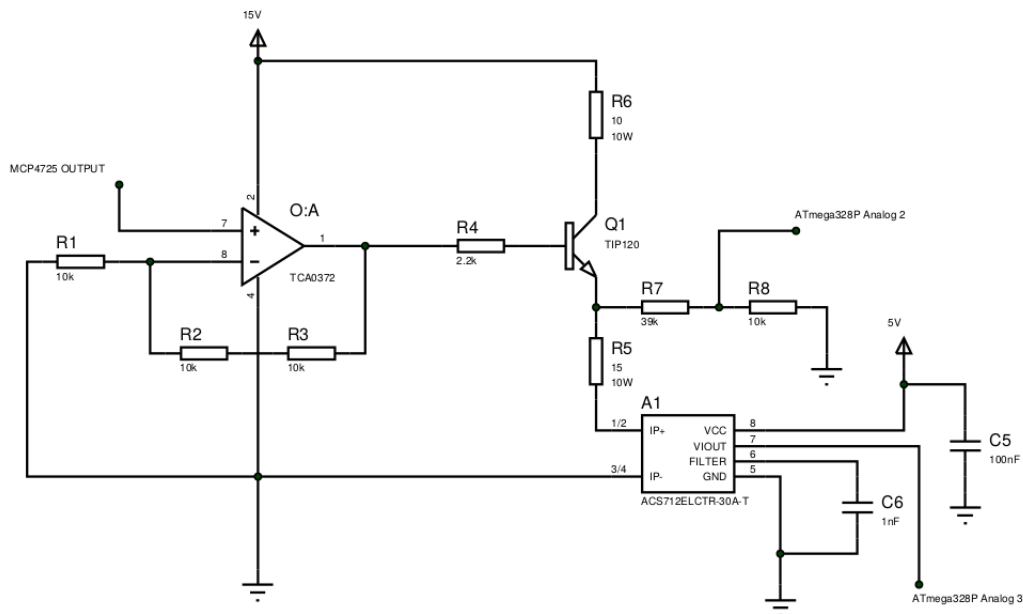 15V
R6
10
10W
MCP4725 OUTPUT
2
O:A
7
1
R1
10k
8
4
TCA0372
R4
2.2k
Q1
TIP120
ATmega328P Analog 2
R2
10k
R3
10k
R7
39k
R8
10k
R5
15
10W
5V
A1
1/2
IP+
VCC
8
VIOUT
7
FILTER
6
3/4
IP-
GND
5
ACS712ELCTR-30A-T
C5
100nF
C6
1nF
ATmega328P Analog 3